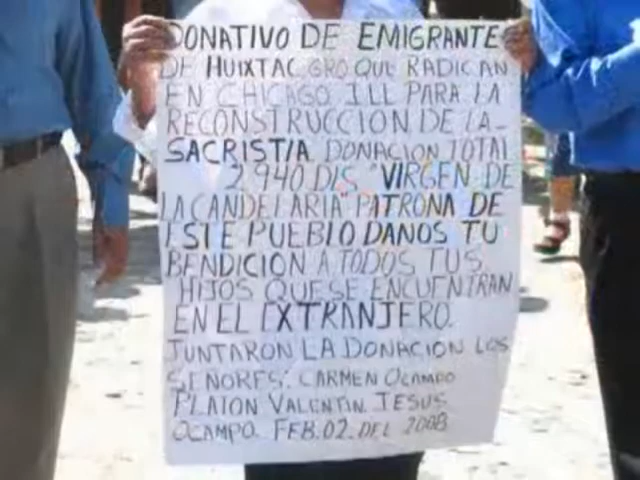 DONATIVO DE EMIGRANTE
DE HUIXTAC GRO QUE RADICAN
EN CHICAGO ILL PARA LA
RECONSTRUCCION DE LA
SACRISTIA DONACION TOTAL
2,940 DLS "VIRGEN DE
LA CANDELARIA" PATRONA DE
ESTE PUEBLO DANOS TU
BENDICION A TODOS TUS
HIJOS QUE SE ENCUENTRAN
EN EL EXTRANJERO.
JUNTARON LA DONACION LOS
SEÑORES: CARMEN OCAMPO
PLATON VALENTIN JESUS
OCAMPO. FEB. 02. DEL 2008